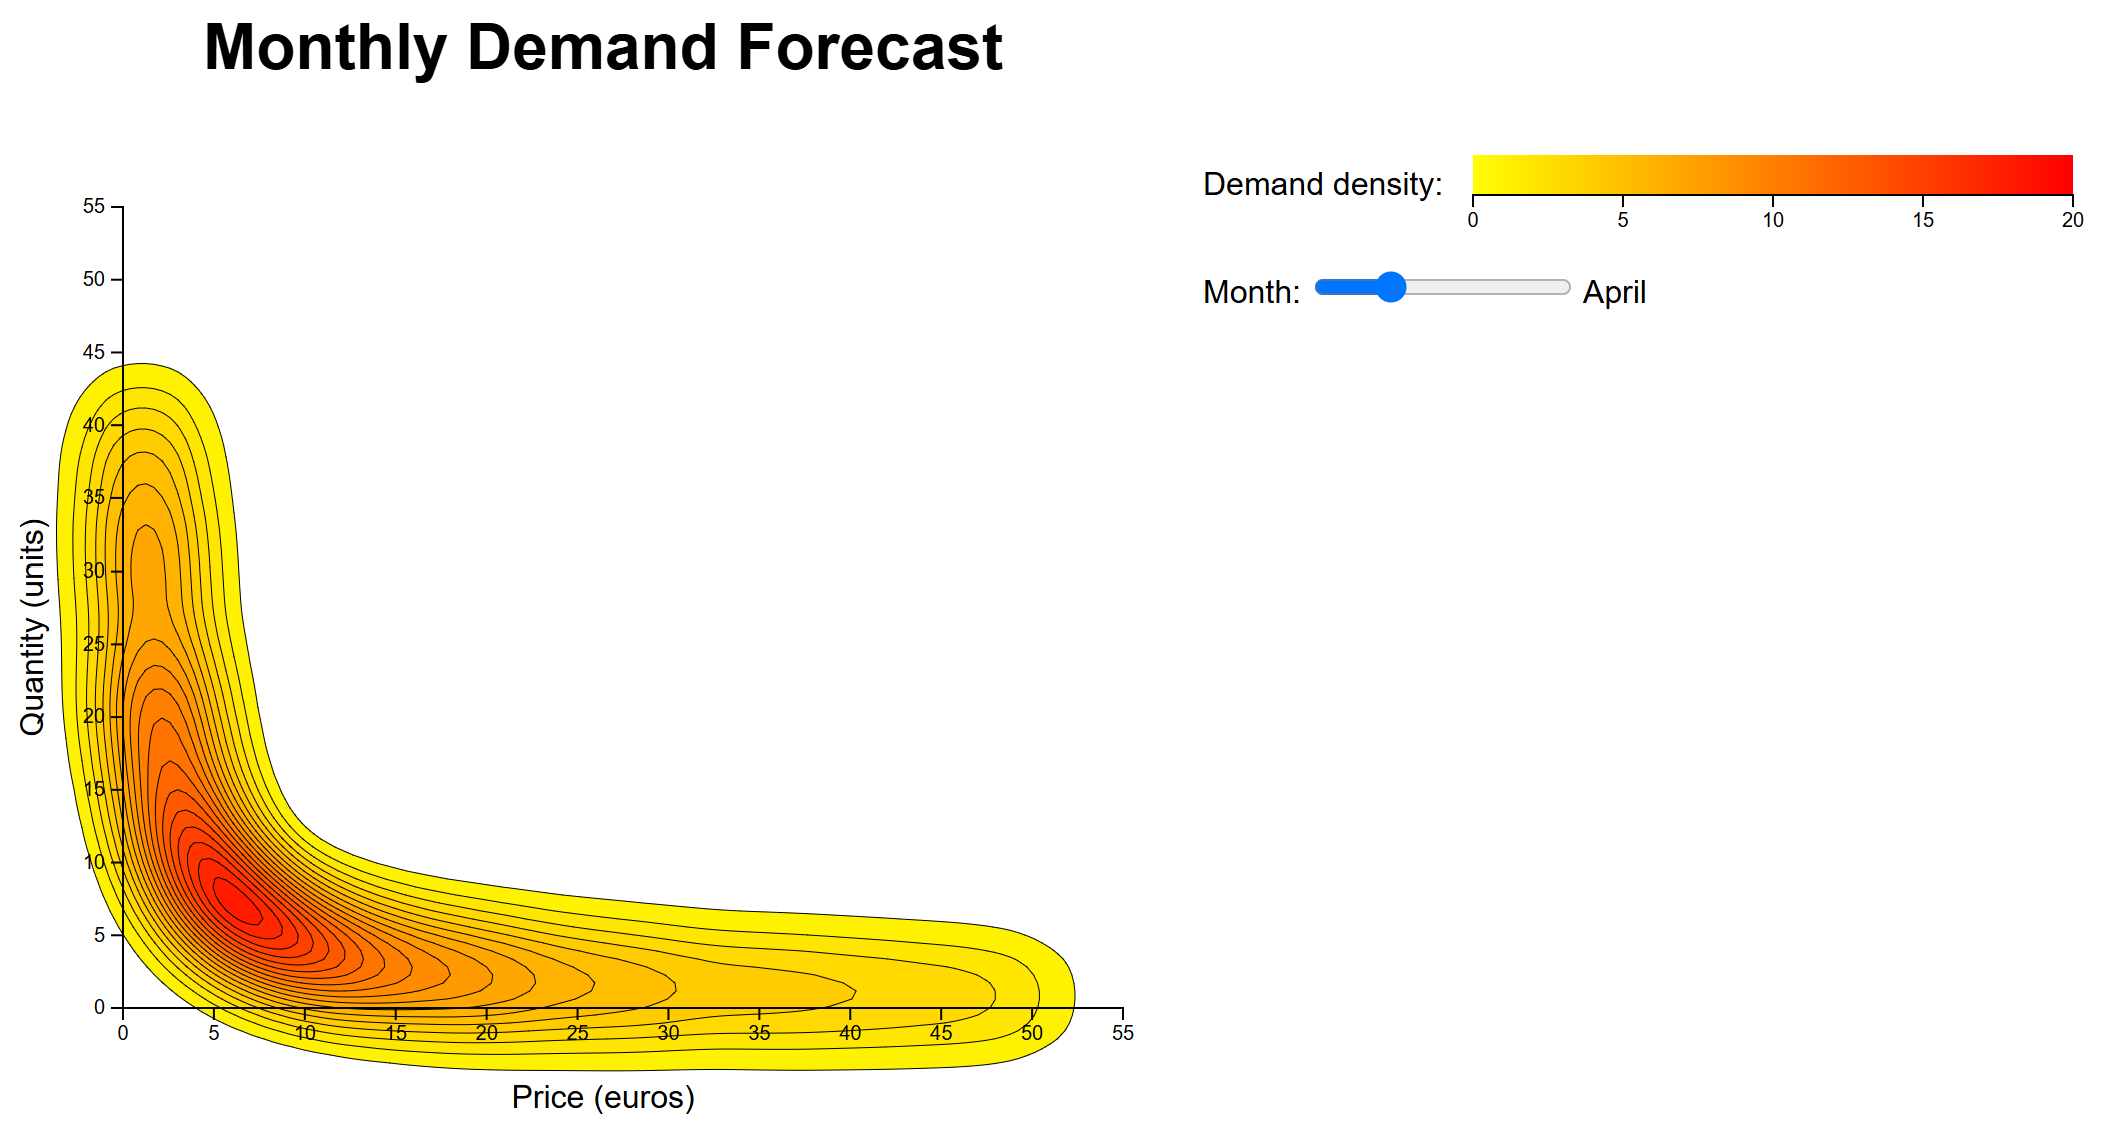 Monthly Demand Forecast
Demand density:
0 5 10 15 20
Month: April
55
50
45
40
35
30
25
20
15
10
5
0
Quantity (units)
0 5 10 15 20 25 30 35 40 45 50 55
Price (euros)